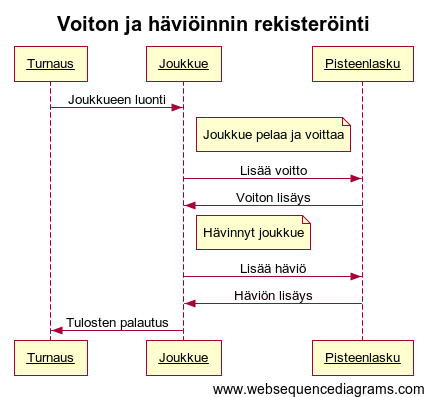 Voiton ja häviöinnin rekisteröinti
Turnaus Joukkue Pisteenlasku
Joukkueen luonti
Joukkue pelaa ja voittaa
Lisää voitto
Voiton lisäys
Hävinnyt joukkue
Lisää häviö
Häviön lisäys
Tulosten palautus
Turnaus Joukkue Pisteenlasku
www.websequencediagrams.com